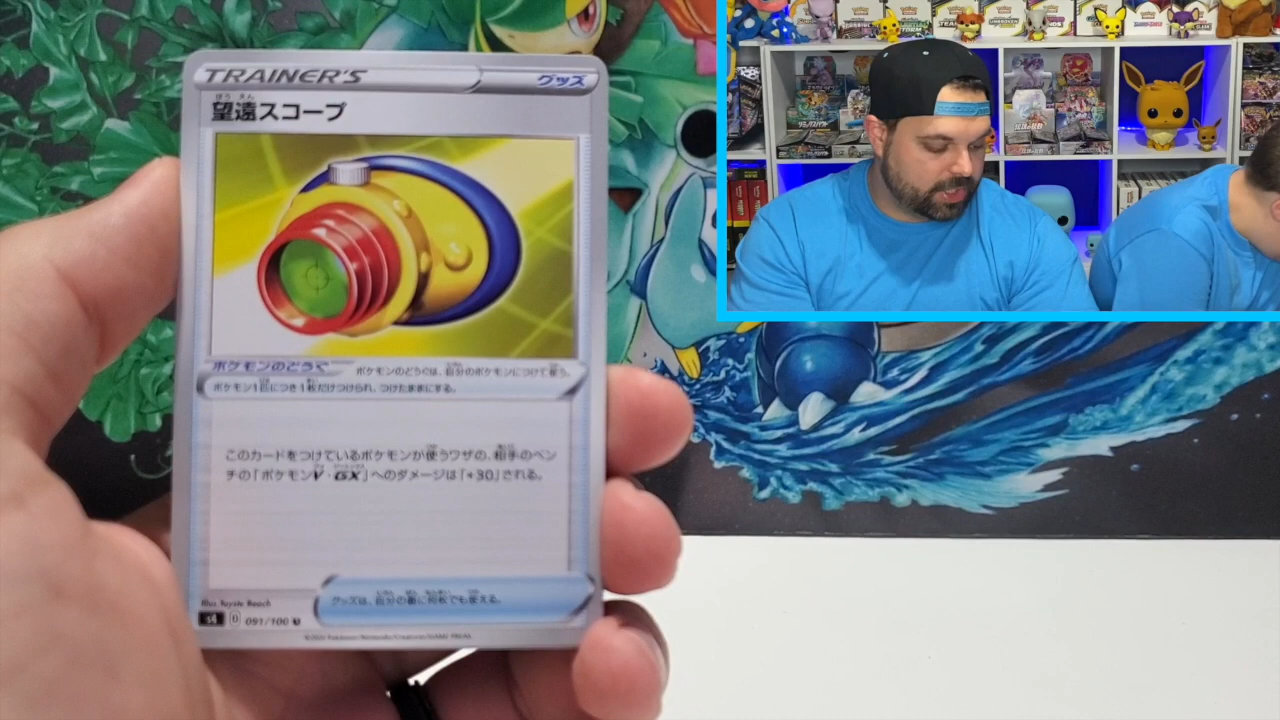 TRAINER'S
グッズ
ぼうえん
望遠スコープ
ポケモンのどうぐ
ポケモンのどうぐは、自分のポケモンにつけて使う。
ポケモン1匹につき1枚だけつけられ、つけたままにする。
このカードをつけているポケモンが使うワザの、相手のベン
チの「ポケモンV・GX」へのダメージは「+30」される。
グッズは、自分の番に何枚でも使える。
Illus. Toyste Beach
s4 D 091/100 U